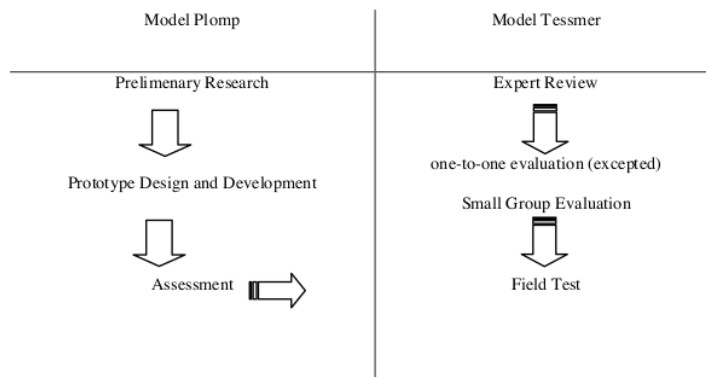 Model Plomp
Model Tessmer
Prelimenary Research
Prototype Design and Development
Assessment
Expert Review
one-to-one evaluation (excepted)
Small Group Evaluation
Field Test